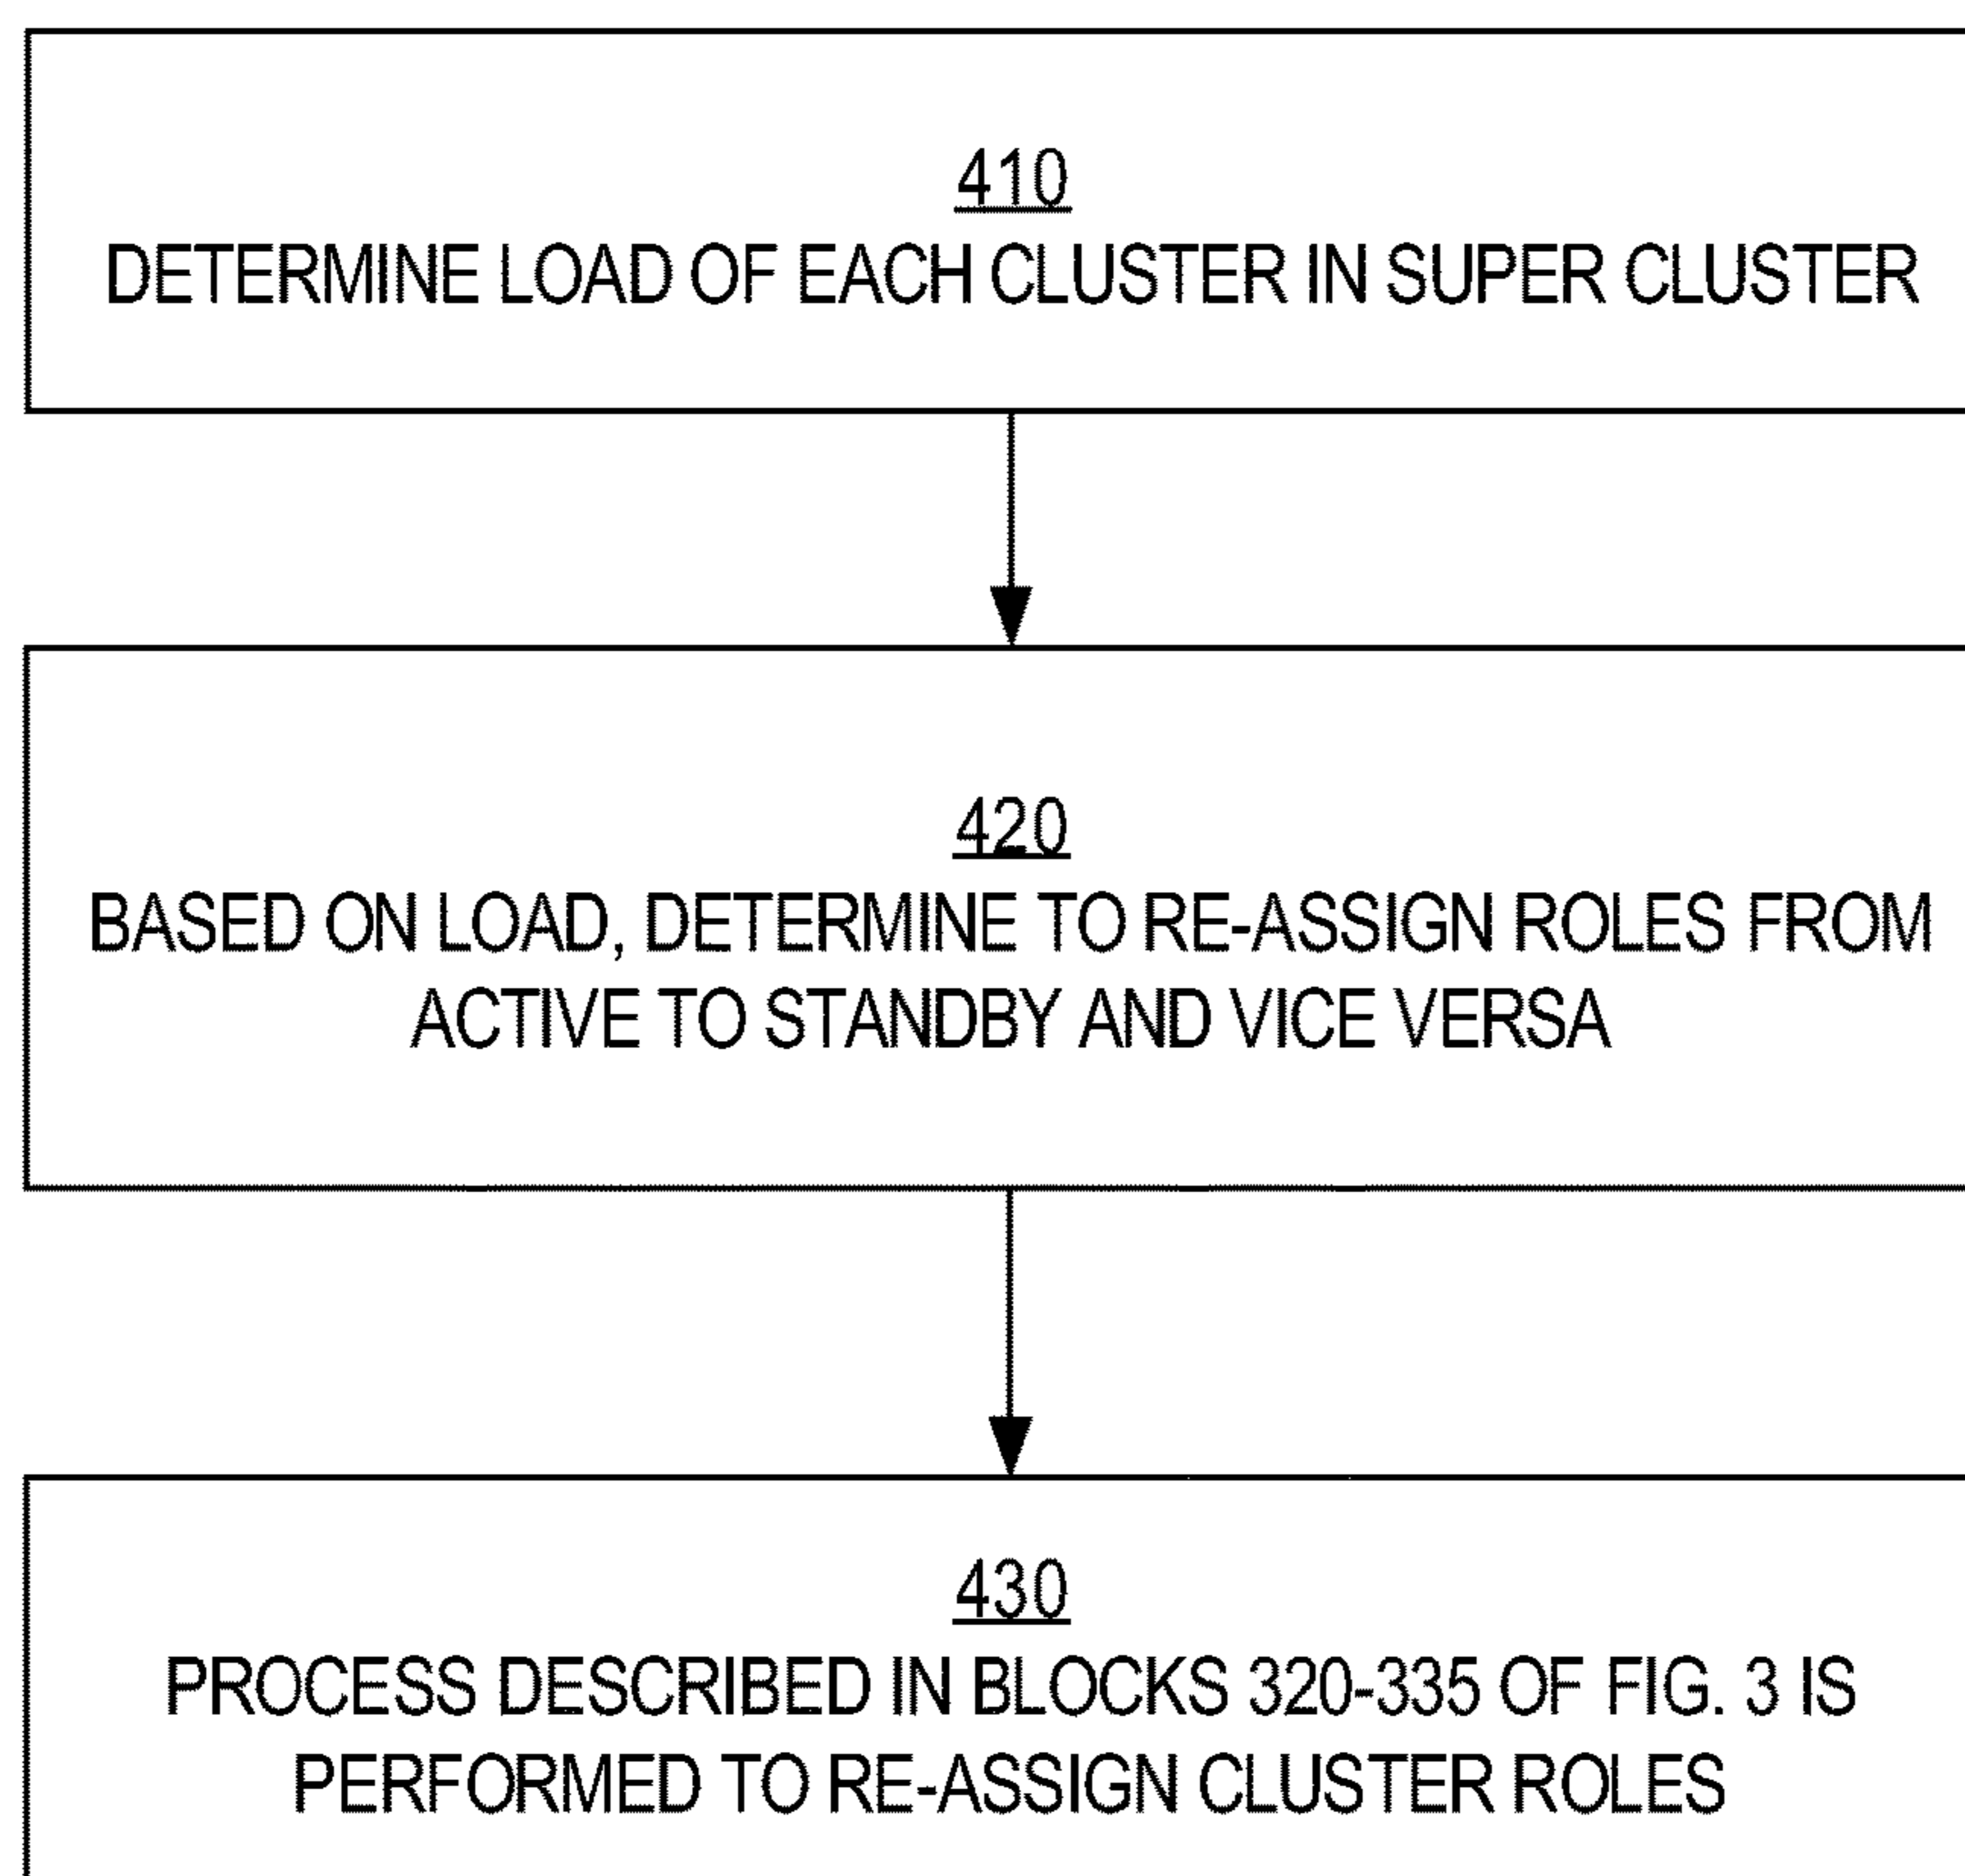 410
DETERMINE LOAD OF EACH CLUSTER IN SUPER CLUSTER
420
BASED ON LOAD, DETERMINE TO RE-ASSIGN ROLES FROM
ACTIVE TO STANDBY AND VICE VERSA
430
PROCESS DESCRIBED IN BLOCKS 320-335 OF FIG. 3 IS
PERFORMED TO RE-ASSIGN CLUSTER ROLES